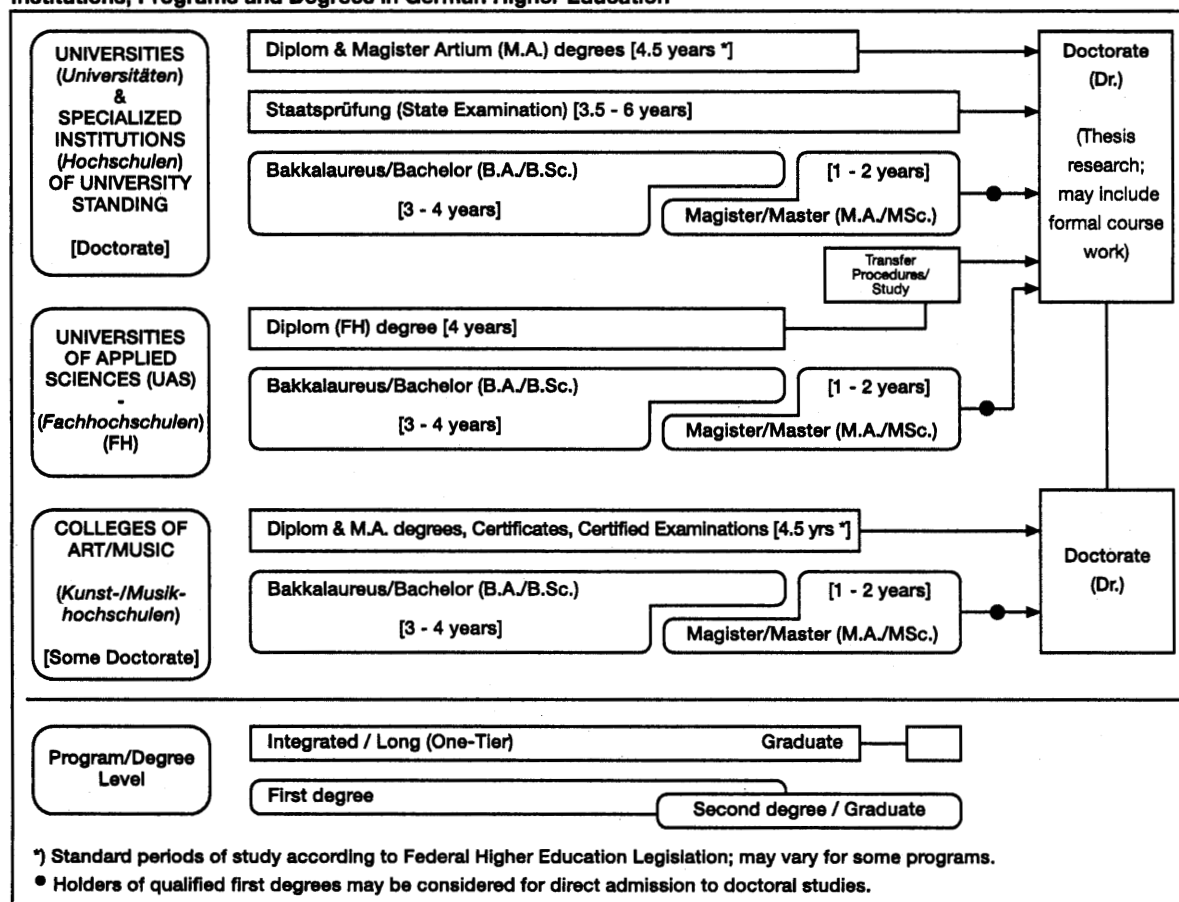 Institutions, Programs and Degrees in German Higher Education
UNIVERSITIES
(Universitäten)
&
SPECIALIZED
INSTITUTIONS
(Hochschulen)
OF UNIVERSITY
STANDING
[Doctorate]
Diplom & Magister Artium (M.A.) degrees [4.5 years *]
Staatsprüfung (State Examination) [3.5 - 6 years]
Bakkalaureus/Bachelor (B.A./B.Sc.)
[3 - 4 years]
[1 - 2 years]
Magister/Master (M.A./MSc.)
Transfer
Procedures/
Study
Doctorate
(Dr.)
(Thesis
research;
may include
formal course
work)
UNIVERSITIES
OF APPLIED
SCIENCES (UAS)
-
(Fachhochschulen)
(FH)
Diplom (FH) degree [4 years]
Bakkalaureus/Bachelor (B.A./B.Sc.)
[3 - 4 years]
[1 - 2 years]
Magister/Master (M.A./MSc.)
COLLEGES OF
ART/MUSIC
(Kunst-/Musik-
hochschulen)
[Some Doctorate]
Diplom & M.A. degrees, Certificates, Certified Examinations [4.5 yrs *]
Bakkalaureus/Bachelor (B.A./B.Sc.)
[3 - 4 years]
[1 - 2 years]
Magister/Master (M.A./MSc.)
Doctorate
(Dr.)
Program/Degree
Level
Integrated / Long (One-Tier) Graduate
First degree
Second degree / Graduate
*) Standard periods of study according to Federal Higher Education Legislation; may vary for some programs.
● Holders of qualified first degrees may be considered for direct admission to doctoral studies.